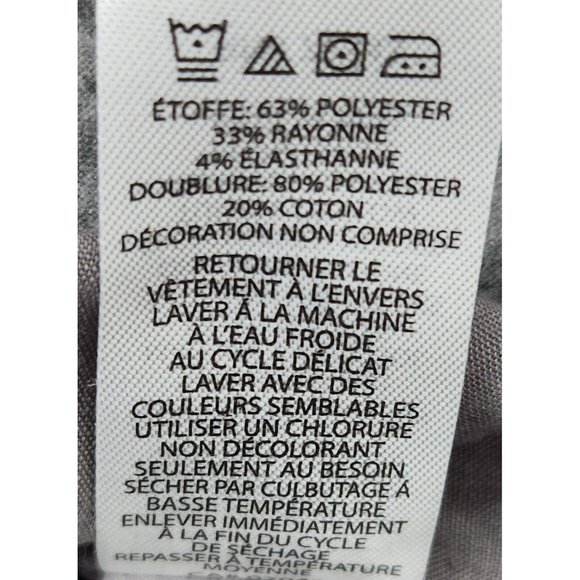 ÉTOFFE: 63% POLYESTER
33% RAYONNE
4% ÉLASTHANNE
DOUBLURE: 80% POLYESTER
20% COTON
DÉCORATION NON COMPRISE
RETOURNER LE
VÊTEMENT À L'ENVERS
LAVER Á LA MACHINE
À L'EAU FROIDE
AU CYCLE DÉLICAT
LAVER AVEC DES
COULEURS SEMBLABLES
UTILISER UN CHLORURE
NON DÉCOLORANT
SEULEMENT AU BESOIN
SÉCHER PAR CULBUTAGE Á
BASSE TEMPÉRATURE
ENLEVER IMMÉDIATEMENT
À LA FIN DU CYCLE
DE SÉCHAGE
REPASSER À TEMPÉRATURE
MOYENNE